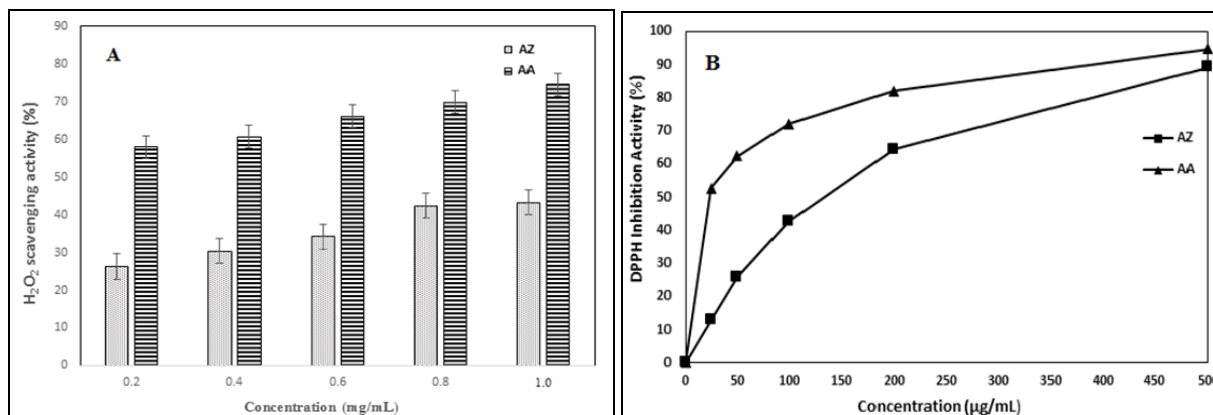 A
AZ
AA
H₂O₂ scavenging activity (%)
90
80
70
60
50
40
30
20
10
0
0.2 0.4 0.6 0.8 1.0
Concentration (mg/mL)
B
AZ
AA
DPPH Inhibition Activity (%)
100
90
80
70
60
50
40
30
20
10
0
0 50 100 150 200 250 300 350 400 450 500
Concentration (µg/mL)